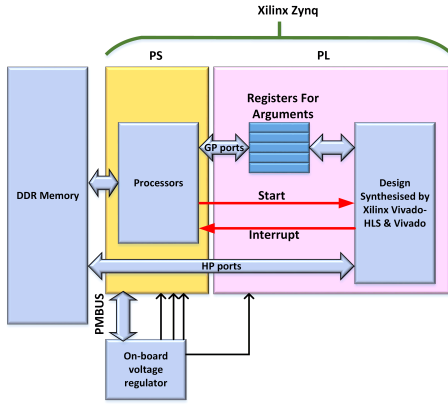 Xilinx Zynq
PS
PL
Registers For
Arguments
GP ports
DDR Memory
Processors
Design
Synthesised by
Xilinx Vivado-
HLS & Vivado
Start
Interrupt
HP ports
PMBUS
On-board
voltage
regulator